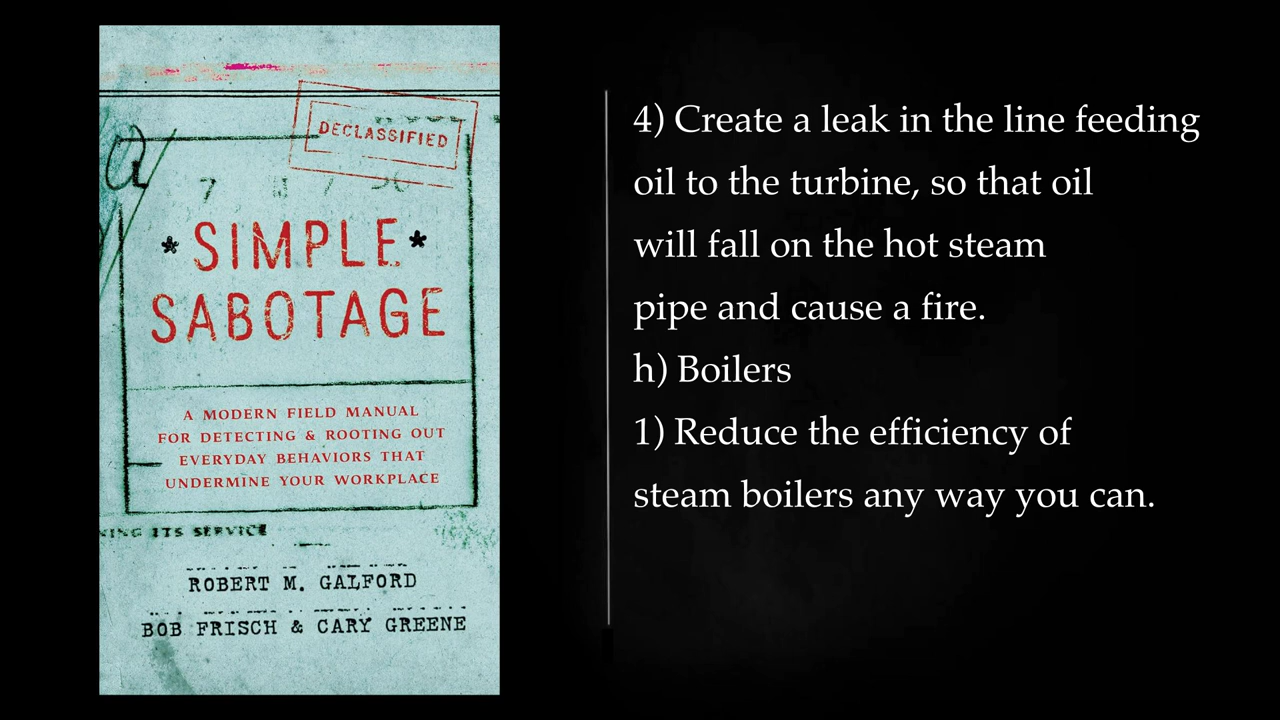 DECLASSIFIED
*SIMPLE*
SABOTAGE
A MODERN FIELD MANUAL
FOR DETECTING & ROOTING OUT
EVERYDAY BEHAVIORS THAT
UNDERMINE YOUR WORKPLACE
ITS SERVICE
ROBERT M. GALFORD
BOB FRISCH & CARY GREENE
4) Create a leak in the line feeding
oil to the turbine, so that oil
will fall on the hot steam
pipe and cause a fire.
h) Boilers
1) Reduce the efficiency of
steam boilers any way you can.